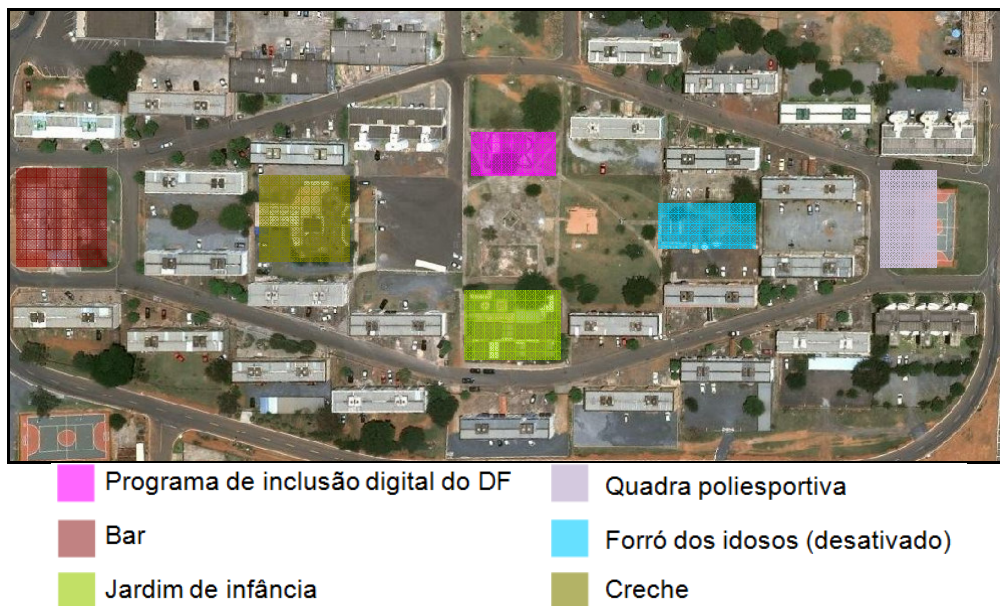 Programa de inclusão digital do DF
Quadra poliesportiva
Bar
Forró dos idosos (desativado)
Jardim de infância
Creche